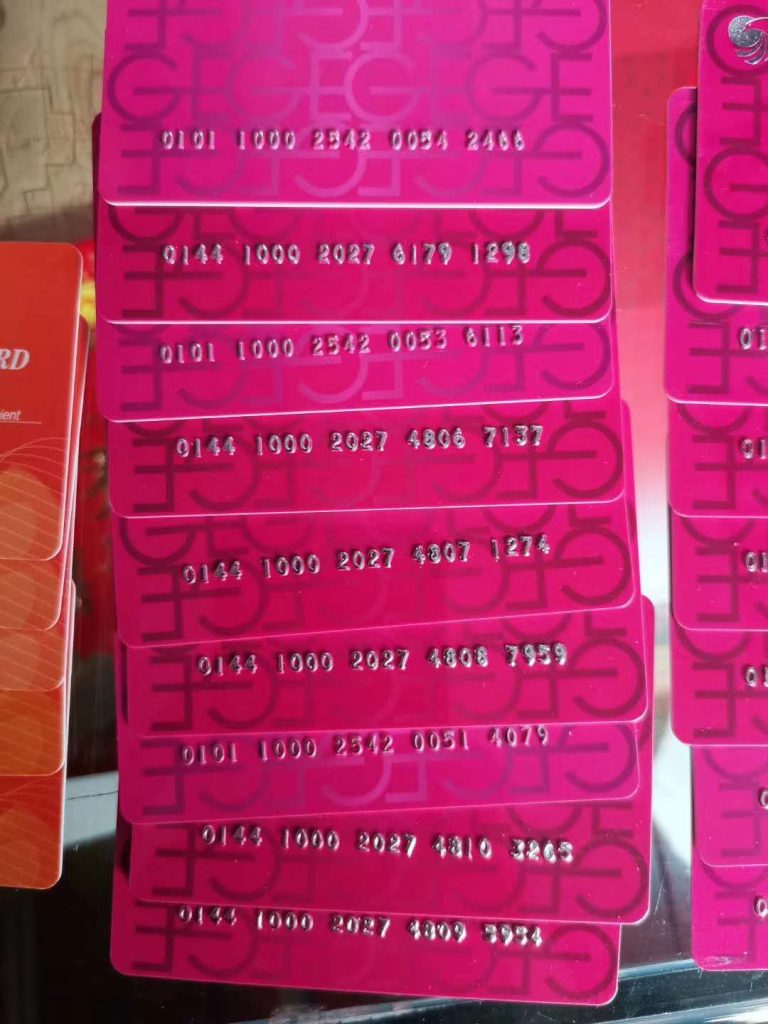 0101 1000 2542 0054 2466
0144 1000 2027 6179 1298
0101 1000 2542 0053 6113
0144 1000 2027 4806 7137
0144 1000 2027 4807 1274
0144 1000 2027 4808 7959
0101 1000 2542 0051 4079
0144 1000 2027 4810 3265
0144 1000 2027 4809 5954
RD
ient